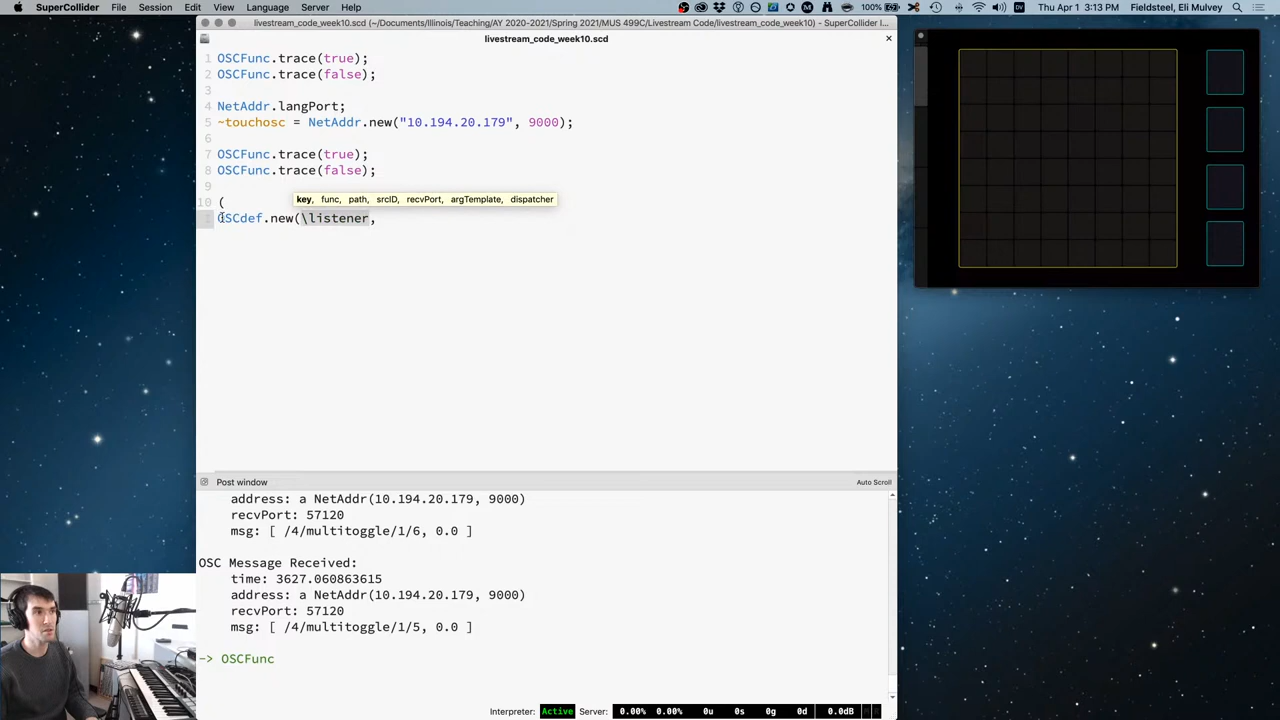 SuperCollider File Session Edit View Language Server Help 100% Thu Apr 1 3:13 PM Fieldsteel, Eli Mulvey
livestream_code_week10.scd (~/Documents/Illinois/Teaching/AY 2020-2021/Spring 2021/MUS 499C/Livestream Code/livestream_code_week10) - SuperCollider I...
livestream_code_week10.scd
1 OSCFunc.trace(true);
2 OSCFunc.trace(false);
3
4 NetAddr.langPort;
5 ~touchosc = NetAddr.new("10.194.20.179", 9000);
6
7 OSCFunc.trace(true);
8 OSCFunc.trace(false);
9
10 (
key, func, path, srcID, recvPort, argTemplate, dispatcher
OSCdef.new(\listener,
Post window Auto Scroll
address: a NetAddr(10.194.20.179, 9000)
recvPort: 57120
msg: [ /4/multitoggle/1/6, 0.0 ]
OSC Message Received:
time: 3627.060863615
address: a NetAddr(10.194.20.179, 9000)
recvPort: 57120
msg: [ /4/multitoggle/1/5, 0.0 ]
-> OSCFunc
Interpreter: Active Server: 0.00% 0.00% 0u 0s 0g 0d 0.0dB